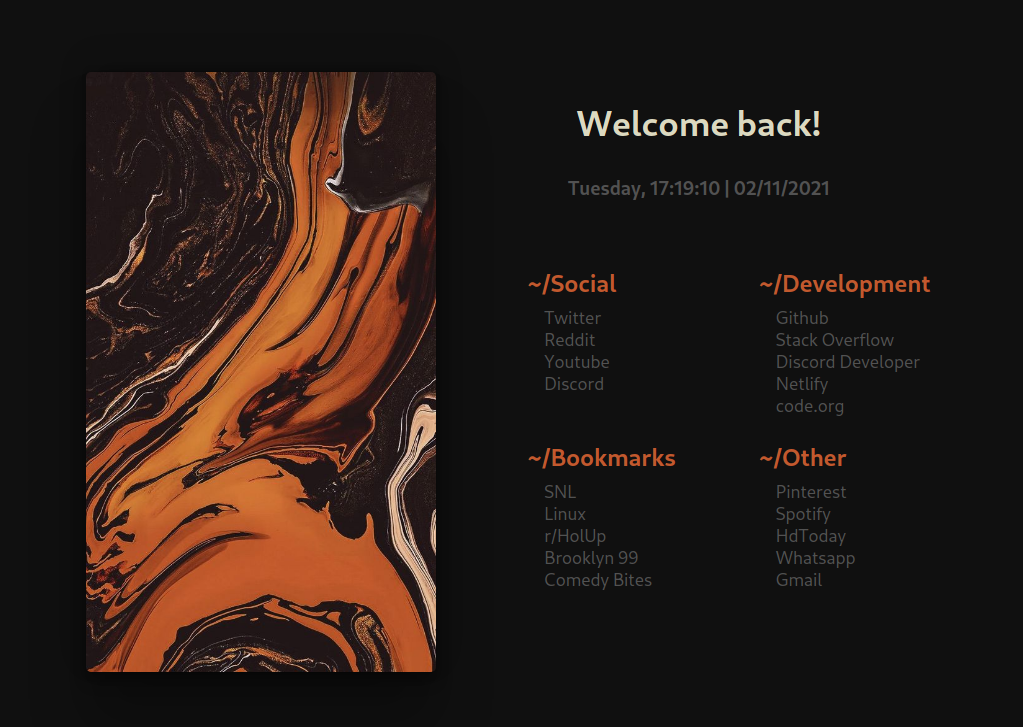 Welcome back!
Tuesday, 17:19:10 | 02/11/2021
~/Social
Twitter
Reddit
Youtube
Discord
~/Development
Github
Stack Overflow
Discord Developer
Netlify
code.org
~/Bookmarks
SNL
Linux
r/HolUp
Brooklyn 99
Comedy Bites
~/Other
Pinterest
Spotify
HdToday
Whatsapp
Gmail